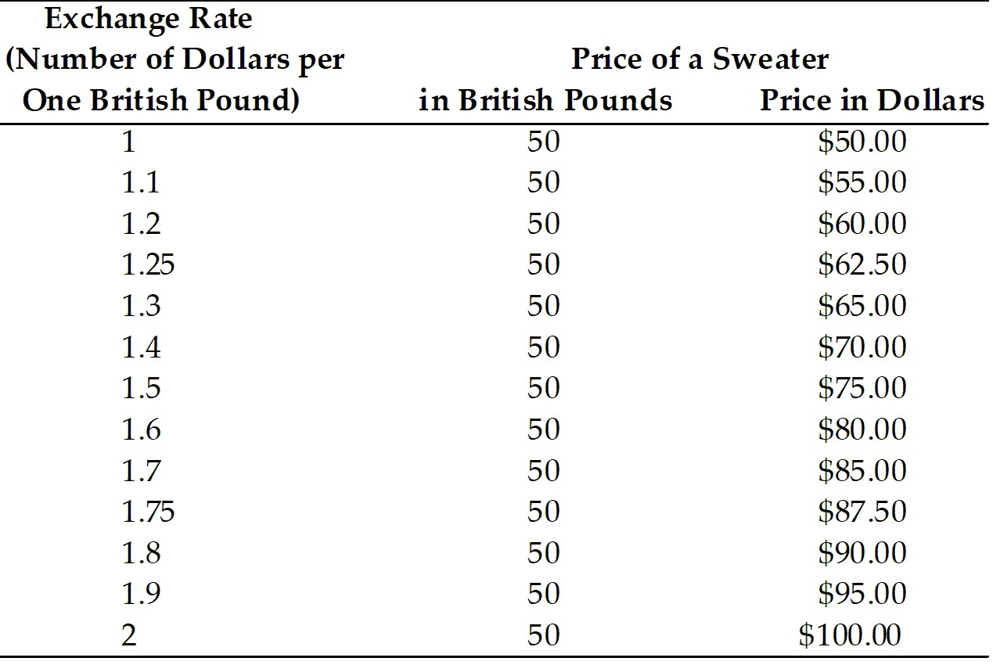 Exchange Rate
(Number of Dollars per Price of a Sweater
One British Pound) in British Pounds Price in Dollars
1 50 $50.00
1.1 50 $55.00
1.2 50 $60.00
1.25 50 $62.50
1.3 50 $65.00
1.4 50 $70.00
1.5 50 $75.00
1.6 50 $80.00
1.7 50 $85.00
1.75 50 $87.50
1.8 50 $90.00
1.9 50 $95.00
2 50 $100.00